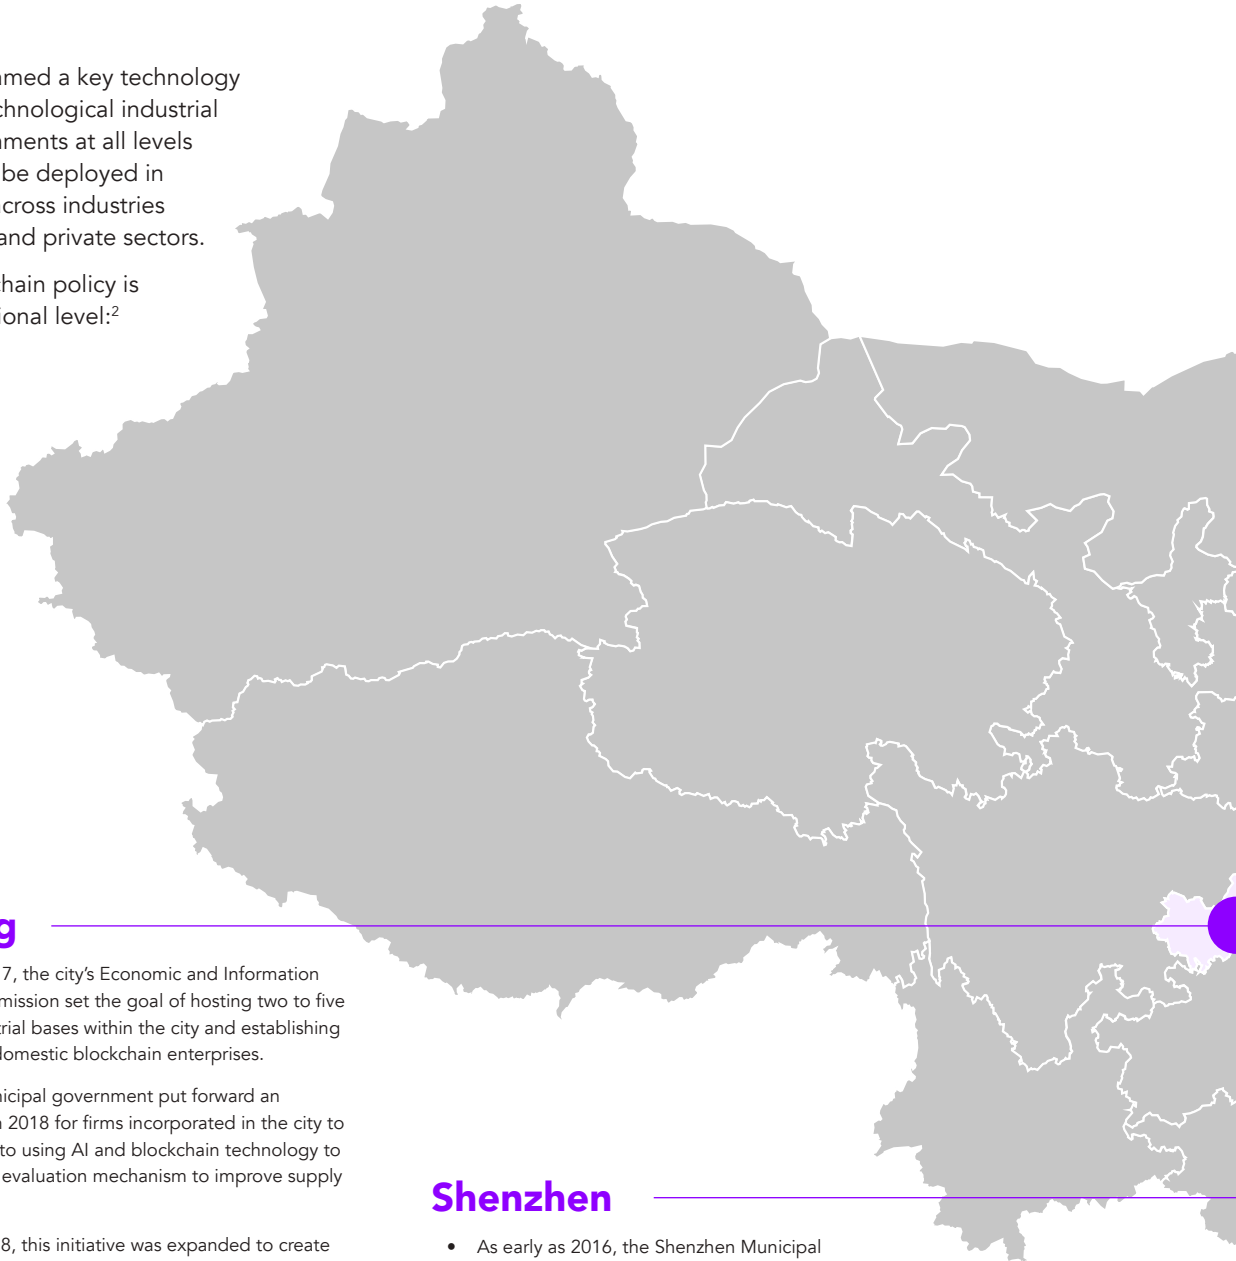 amed a key technology
chnological industrial
ments at all levels
be deployed in
across industries
and private sectors.
chain policy is
ional level:²
g
17, the city’s Economic and Information
mission set the goal of hosting two to five
trial bases within the city and establishing
domestic blockchain enterprises.
nicipal government put forward an
n 2018 for firms incorporated in the city to
to using AI and blockchain technology to
evaluation mechanism to improve supply
8, this initiative was expanded to create
Shenzhen
• As early as 2016, the Shenzhen Municipal